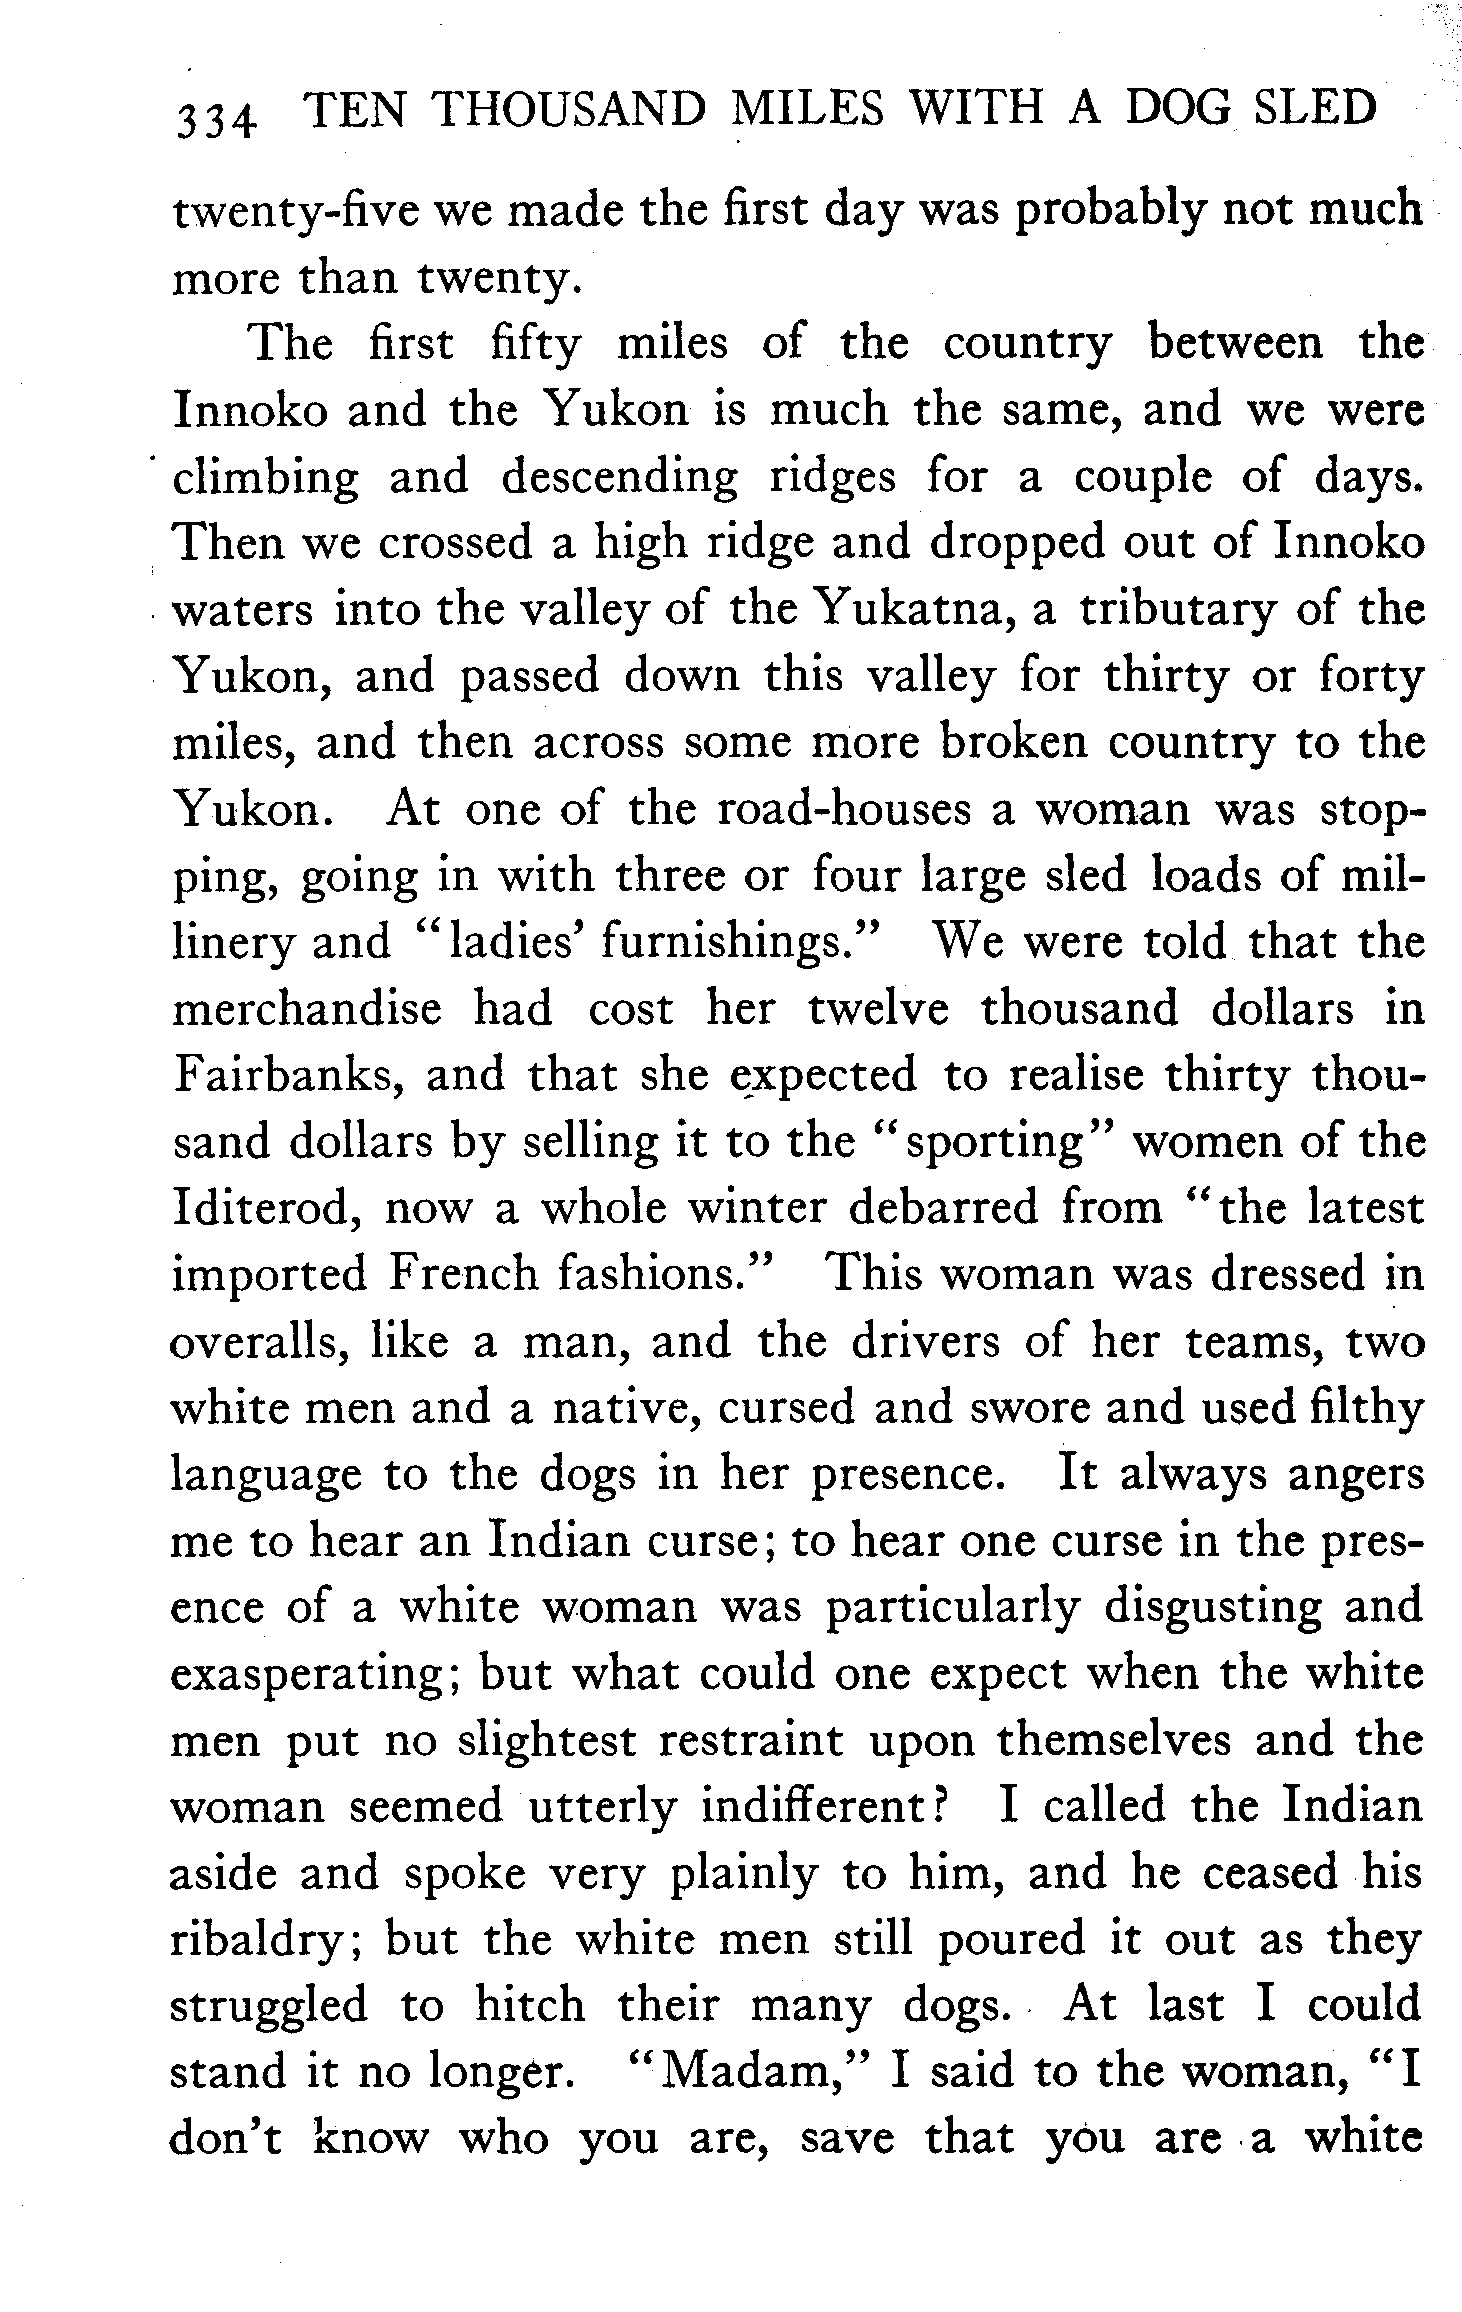 334 TEN THOUSAND MILES WITH A DOG SLED
twenty-five we made the first day was probably not much
more than twenty.
The first fifty miles of the country between the
Innoko and the Yukon is much the same, and we were
climbing and descending ridges for a couple of days.
Then we crossed a high ridge and dropped out of Innoko
waters into the valley of the Yukatna, a tributary of the
Yukon, and passed down this valley for thirty or forty
miles, and then across some more broken country to the
Yukon. At one of the road-houses a woman was stop-
ping, going in with three or four large sled loads of mil-
linery and "ladies' furnishings." We were told that the
merchandise had cost her twelve thousand dollars in
Fairbanks, and that she expected to realise thirty thou-
sand dollars by selling it to the "sporting" women of the
Iditerod, now a whole winter debarred from "the latest
imported French fashions." This woman was dressed in
overalls, like a man, and the drivers of her teams, two
white men and a native, cursed and swore and used filthy
language to the dogs in her presence. It always angers
me to hear an Indian curse; to hear one curse in the pres-
ence of a white woman was particularly disgusting and
exasperating; but what could one expect when the white
men put no slightest restraint upon themselves and the
woman seemed utterly indifferent? I called the Indian
aside and spoke very plainly to him, and he ceased his
ribaldry; but the white men still poured it out as they
struggled to hitch their many dogs. At last I could
stand it no longer. "Madam," I said to the woman, "I
don't know who you are, save that you are a white